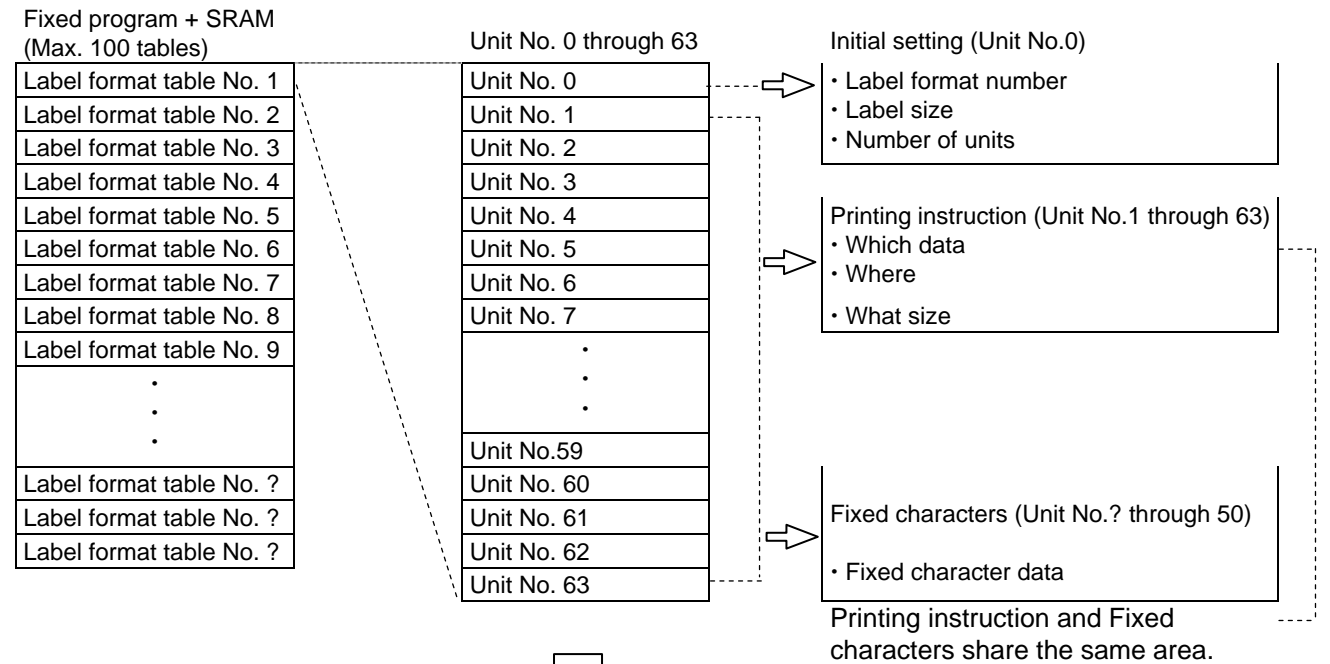 Fixed program + SRAM
(Max. 100 tables)
Label format table No. 1
Label format table No. 2
Label format table No. 3
Label format table No. 4
Label format table No. 5
Label format table No. 6
Label format table No. 7
Label format table No. 8
Label format table No. 9
・
・
・
Label format table No. ?
Label format table No. ?
Label format table No. ?
Unit No. 0 through 63
Unit No. 0
Unit No. 1
Unit No. 2
Unit No. 3
Unit No. 4
Unit No. 5
Unit No. 6
Unit No. 7
・
・
・
Unit No.59
Unit No. 60
Unit No. 61
Unit No. 62
Unit No. 63
Initial setting (Unit No.0)
・Label format number
・Label size
・Number of units
Printing instruction (Unit No.1 through 63)
・Which data
・Where
・What size
Fixed characters (Unit No.? through 50)
・Fixed character data
Printing instruction and Fixed
characters share the same area.